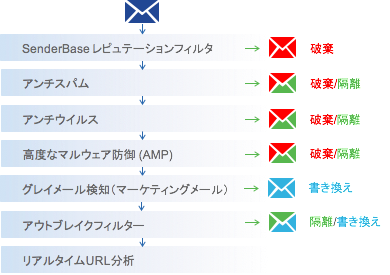 SenderBase レピュテーションフィルタ 破棄
アンチスパム 破棄/隔離
アンチウイルス 破棄/隔離
高度なマルウェア防御 (AMP) 破棄/隔離
グレイメール検知（マーケティングメール） 書き換え
アウトブレイクフィルター 隔離/書き換え
リアルタイムURL分析